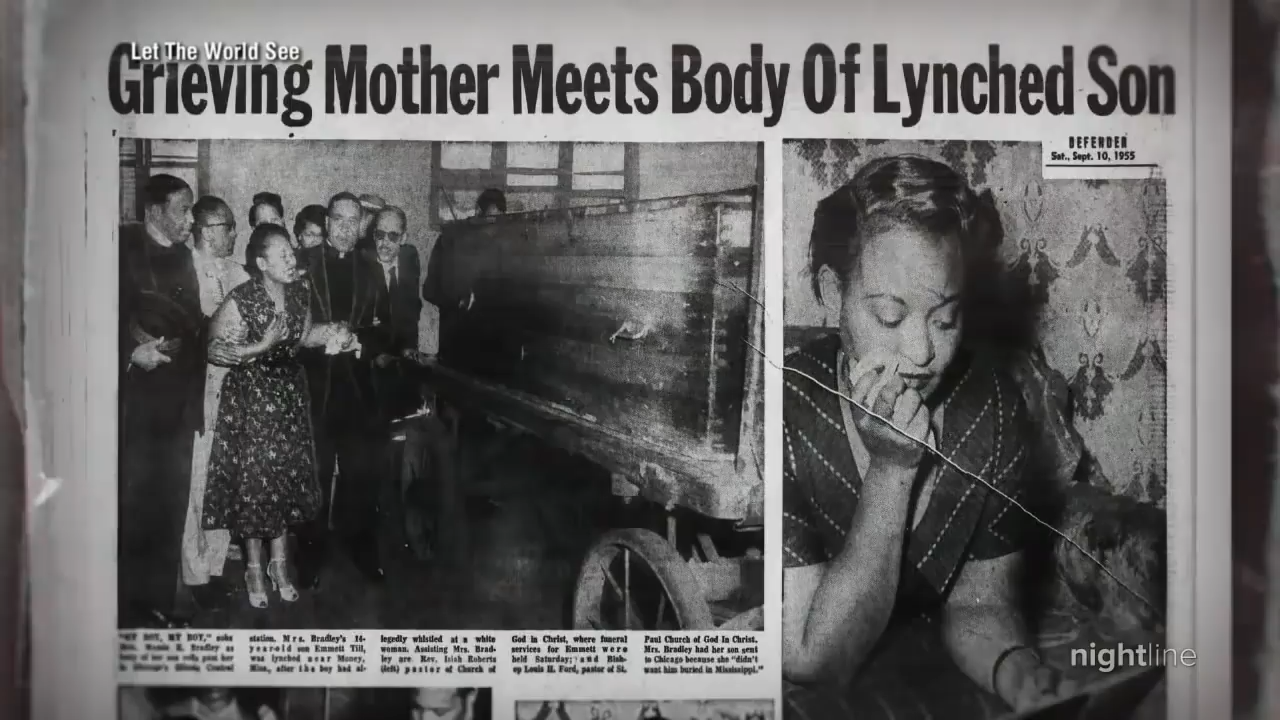 Let The World See
Grieving Mother Meets Body Of Lynched Son
DEFENDER
Sat., Sept. 10, 1955
"MY BOY, MY BOY," sobs
Mrs. Mamie E. Bradley as
body of her son rolls past her
Central
station. Mrs. Bradley's 14-
year-old son Emmett Till,
was lynched near Money,
Miss., after the boy had al-
legedly whistled at a white
woman. Assisting Mrs. Brad-
ley are Rev. Isiah Roberts
(left) pastor of Church of
God in Christ, where funeral
services for Emmett were
held Saturday; and Bish-
op Louis H. Ford, pastor of St.
Paul Church of God In Christ.
Mrs. Bradley had her son sent
to Chicago because she "didn't
want him buried in Mississippi."
nightline